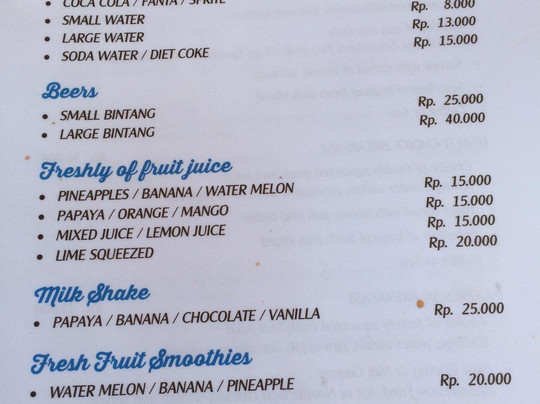 COCA COLA / FANTA / SPRITE
SMALL WATER Rp. 8.000
LARGE WATER Rp. 13.000
SODA WATER / DIET COKE Rp. 15.000
Beers
SMALL BINTANG Rp. 25.000
LARGE BINTANG Rp. 40.000
Freshly of fruit juice
PINEAPPLES / BANANA / WATER MELON Rp. 15.000
PAPAYA / ORANGE / MANGO Rp. 15.000
MIXED JUICE / LEMON JUICE Rp. 15.000
LIME SQUEEZED Rp. 20.000
Milk Shake
PAPAYA / BANANA / CHOCOLATE / VANILLA Rp. 25.000
Fresh Fruit Smoothies
WATER MELON / BANANA / PINEAPPLE Rp. 20.000